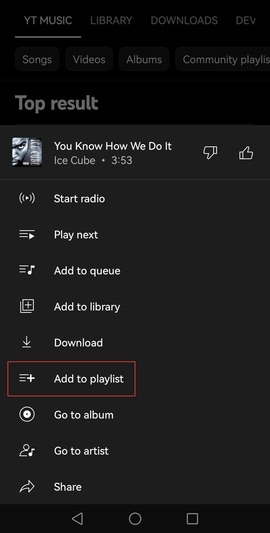 YT MUSIC LIBRARY DOWNLOADS DEV
Songs Videos Albums Community playlis
Top result
You Know How We Do It
Ice Cube • 3:53
Start radio
Play next
Add to queue
Add to library
Download
Add to playlist
Go to album
Go to artist
Share